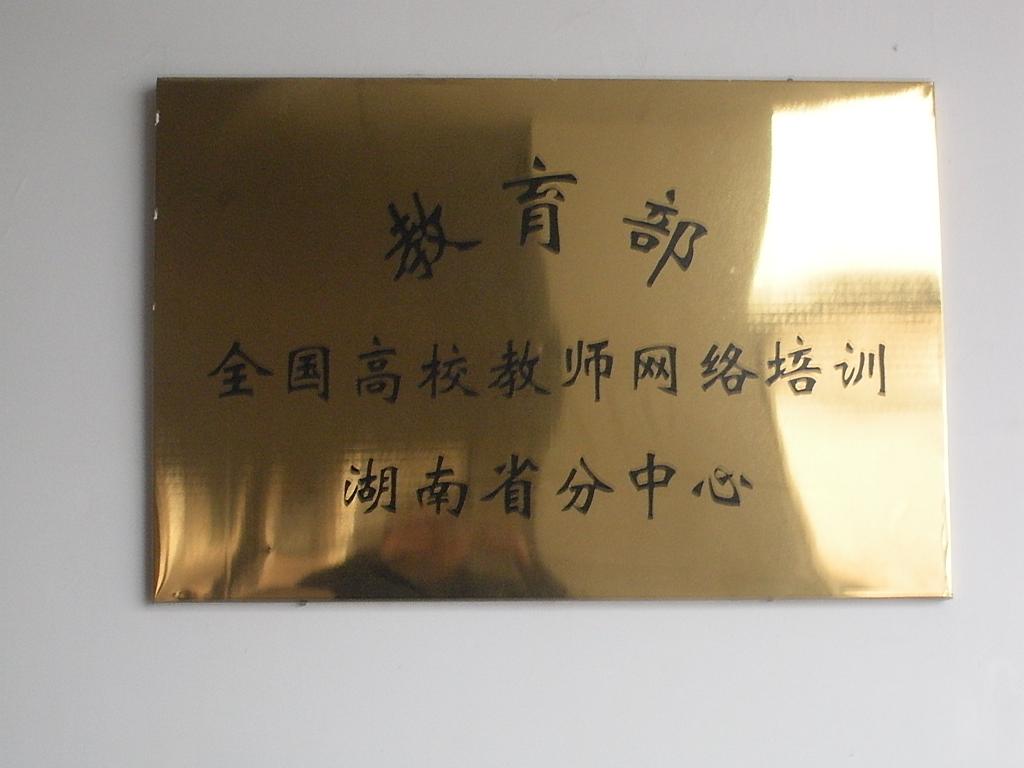 教育部
全国高校教师网络培训
湖南省分中心